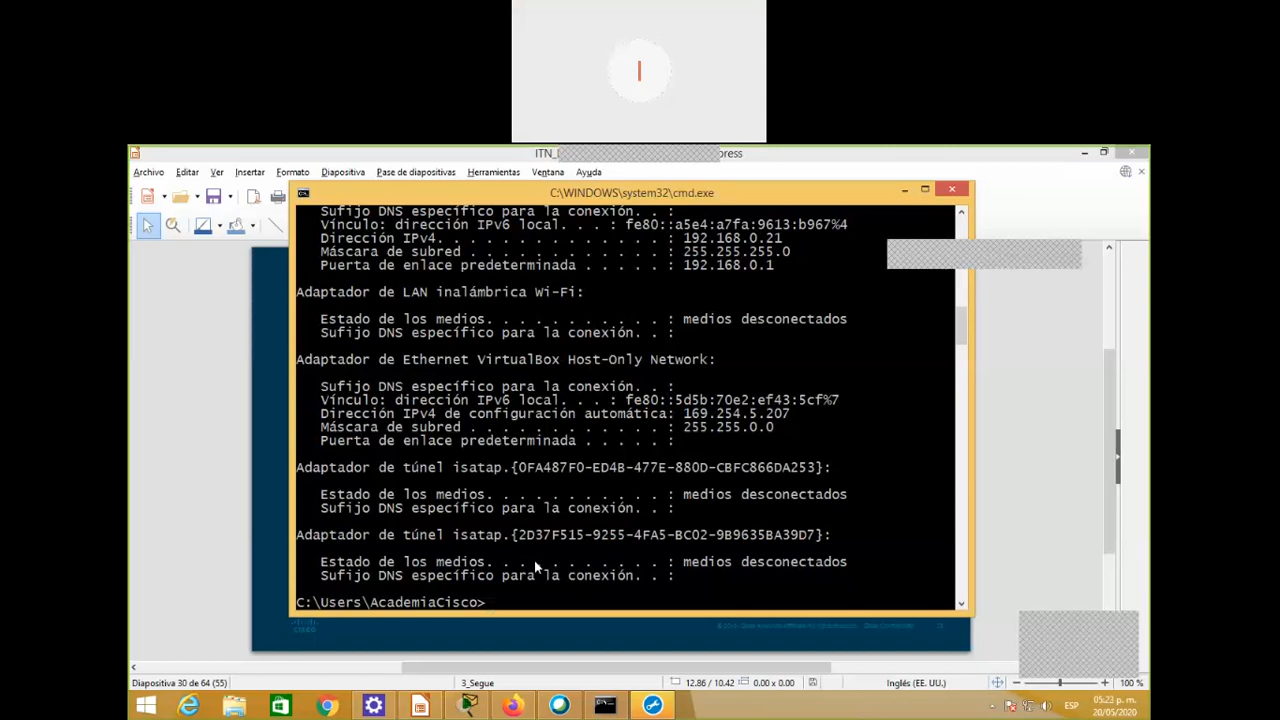 ITN_
press
Archivo Editar Ver Insertar Formato Diapositiva Pase de diapositivas Herramientas Ventana Ayuda
C:\WINDOWS\system32\cmd.exe
Sufijo DNS específico para la conexión. . :
Vínculo: dirección IPv6 local. . . : fe80::a5e4:a7fa:9613:b967%4
Dirección IPv4. . . . . . . . . . . . . . : 192.168.0.21
Máscara de subred . . . . . . . . . . . . : 255.255.255.0
Puerta de enlace predeterminada . . . . . : 192.168.0.1
Adaptador de LAN inalámbrica Wi-Fi:
Estado de los medios. . . . . . . . . . . : medios desconectados
Sufijo DNS específico para la conexión. . :
Adaptador de Ethernet VirtualBox Host-Only Network:
Sufijo DNS específico para la conexión. . :
Vínculo: dirección IPv6 local. . . : fe80::5d5b:70e2:ef43:5cf%7
Dirección IPv4 de configuración automática: 169.254.5.207
Máscara de subred . . . . . . . . . . . . : 255.255.0.0
Puerta de enlace predeterminada . . . . . :
Adaptador de túnel isatap.{0FA487F0-ED4B-477E-880D-CBFC866DA253}:
Estado de los medios. . . . . . . . . . . : medios desconectados
Sufijo DNS específico para la conexión. . :
Adaptador de túnel isatap.{2D37F515-9255-4FA5-BC02-9B9635BA39D7}:
Estado de los medios. . . . . . . . . . . : medios desconectados
Sufijo DNS específico para la conexión. . :
C:\Users\AcademiaCisco>
CISCO
Diapositiva 30 de 64 (55) 3_Segue 12.86 / 10.42 0.00 x 0.00 Inglés (EE. UU.) 100 %
ESP
05:23 p. m.
20/05/2020